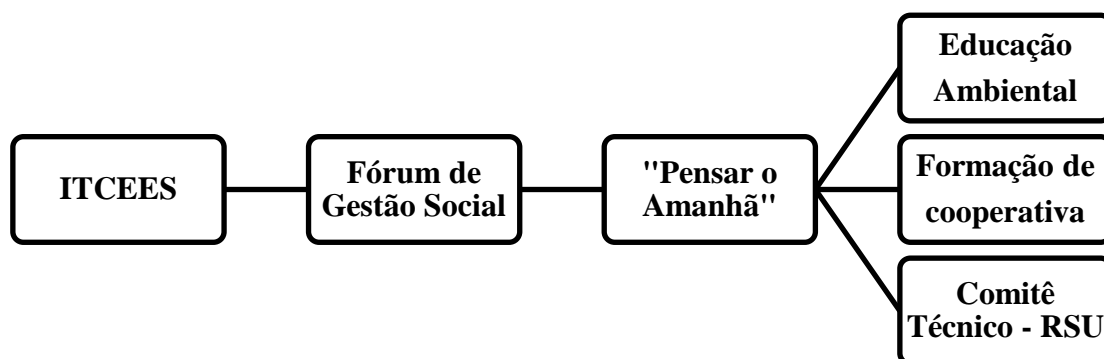 ITCEES
Fórum de
Gestão Social
"Pensar o
Amanhã"
Educação
Ambiental
Formação de
cooperativa
Comitê
Técnico - RSU